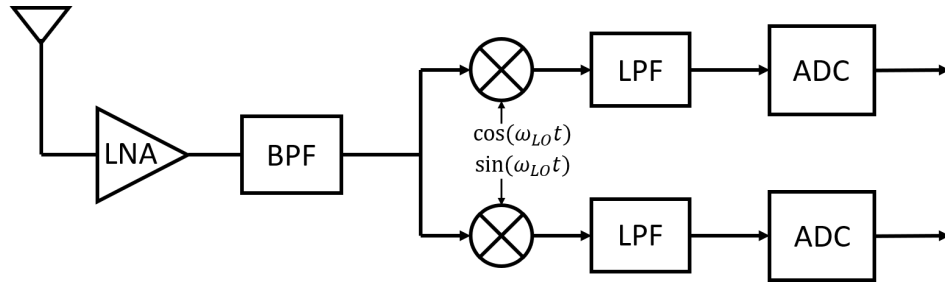 LPF
ADC
cos(ω_LO t)
LNA
BPF
sin(ω_LO t)
LPF
ADC